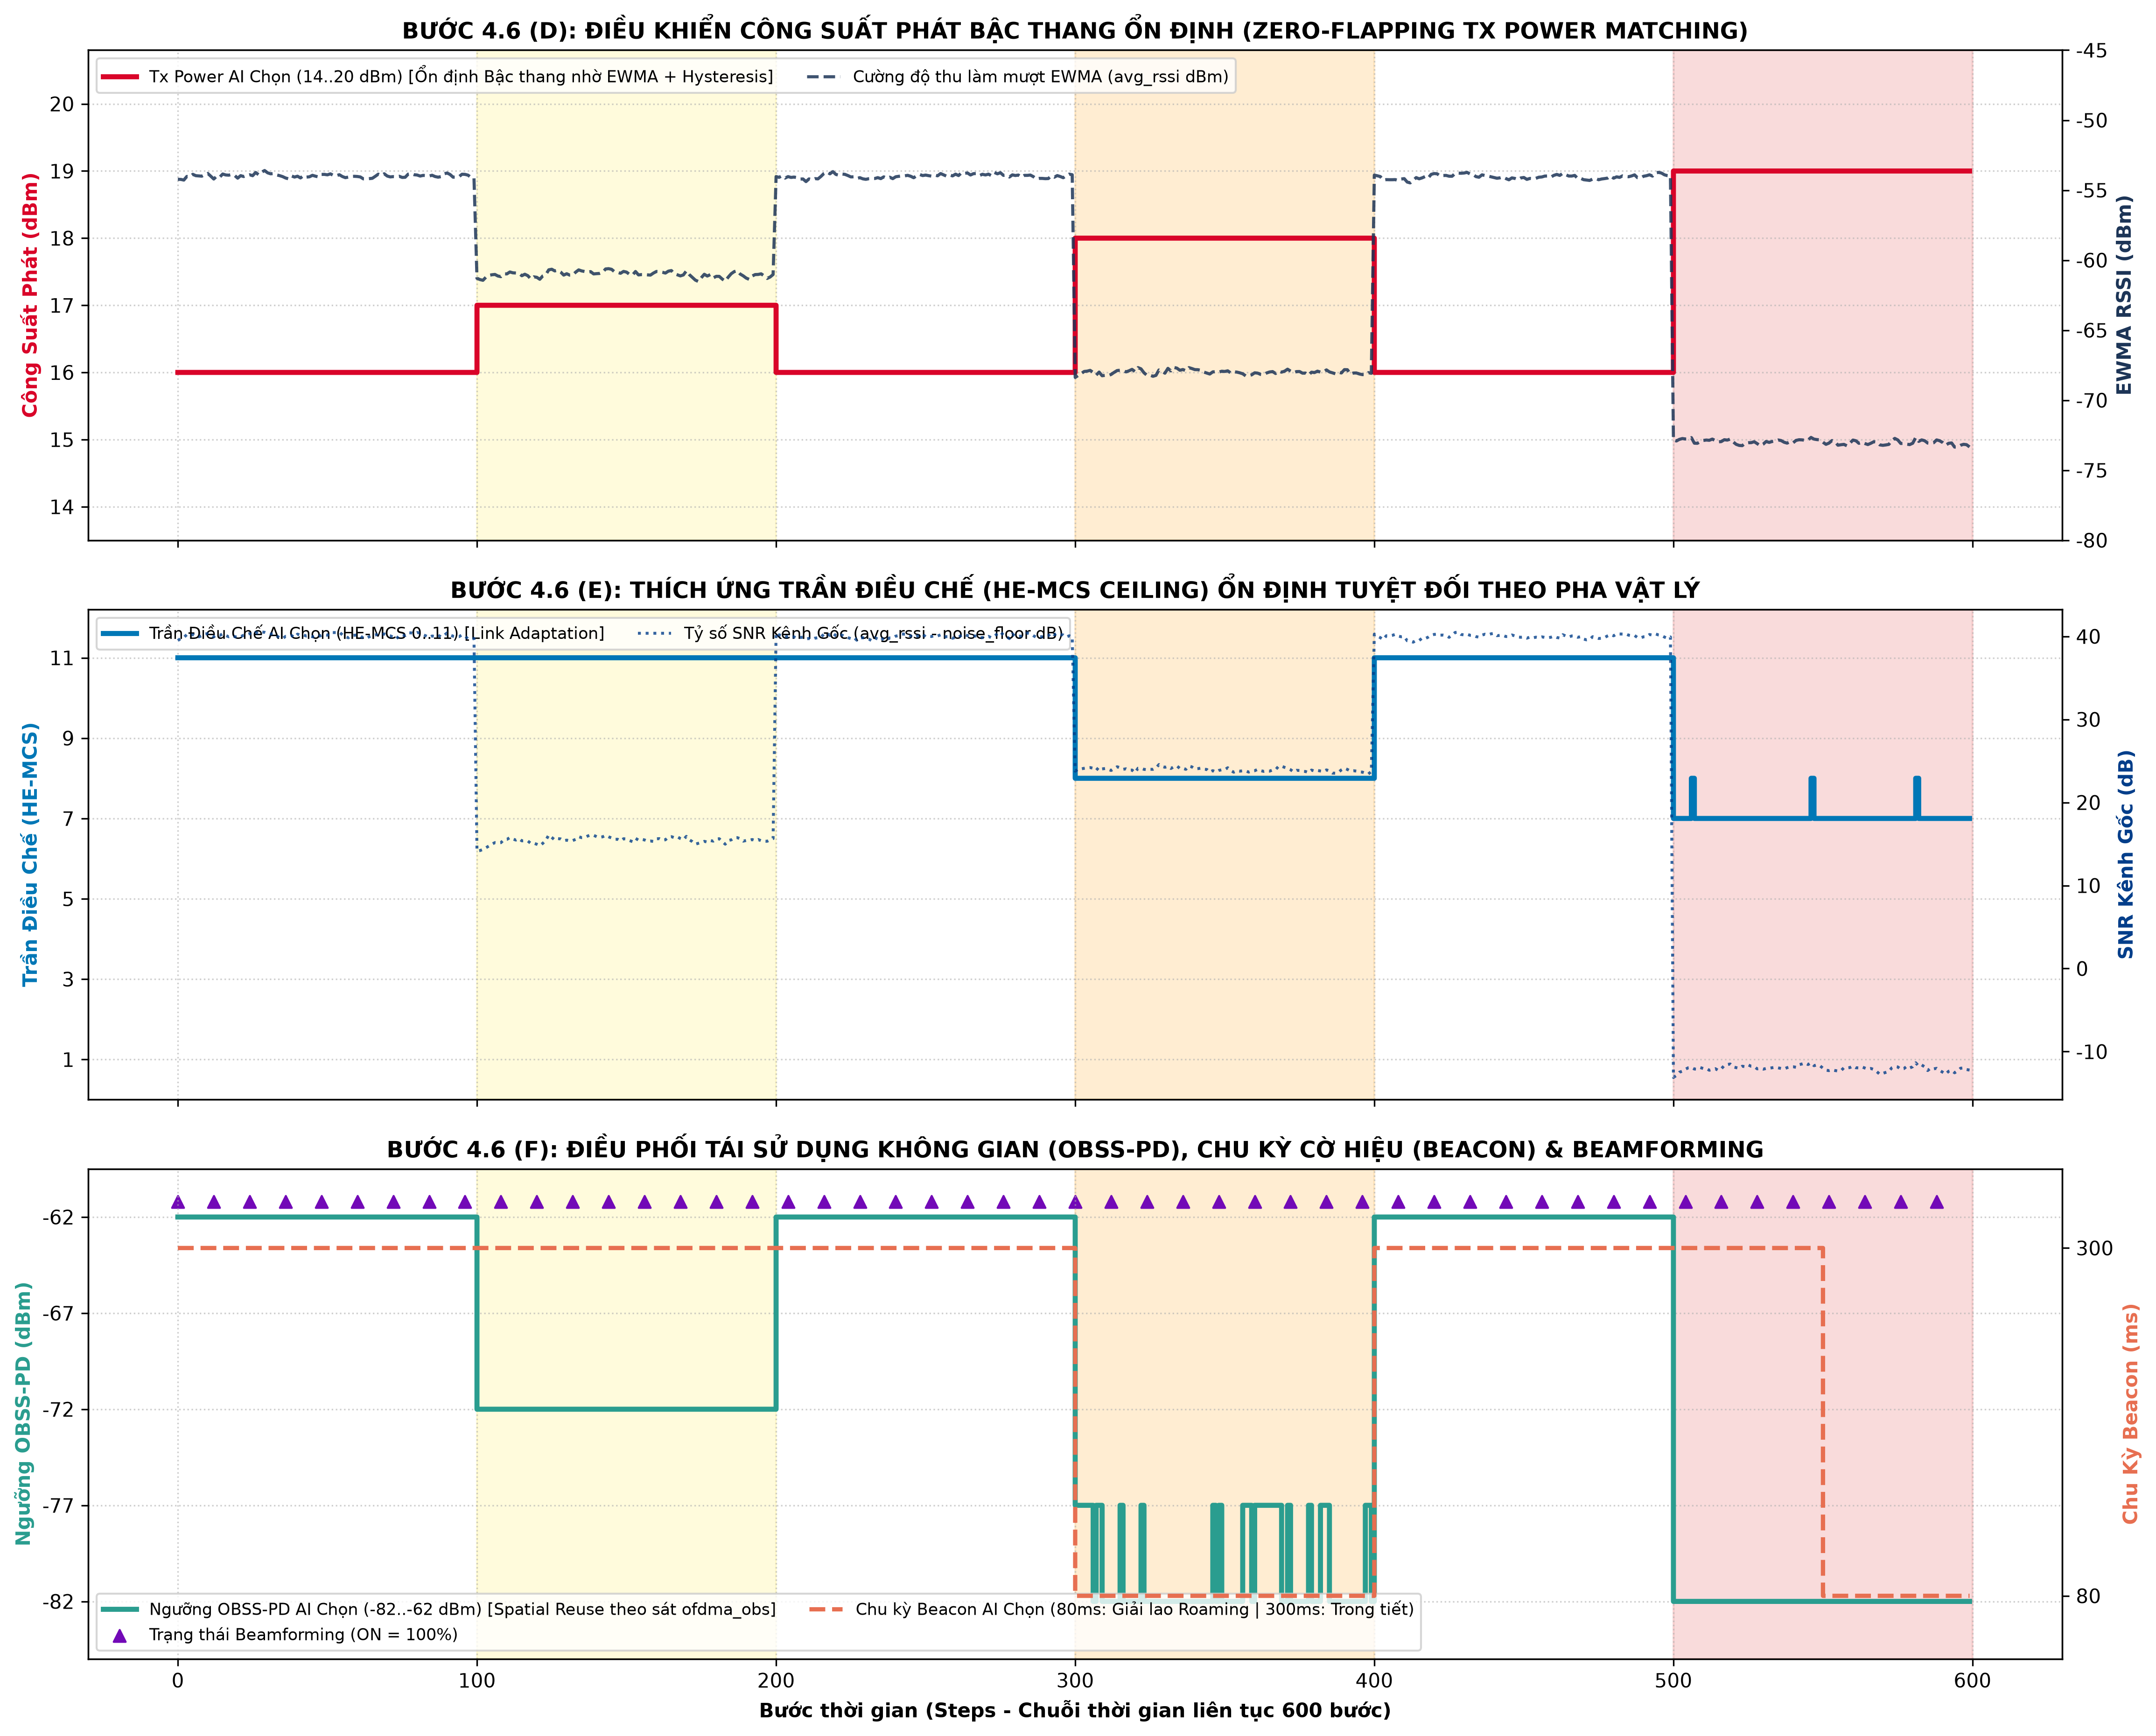 BƯỚC 4.6 (D): ĐIỀU KHIỂN CÔNG SUẤT PHÁT BẬC THANG ỔN ĐỊNH (ZERO-FLAPPING TX POWER MATCHING)
Tx Power AI Chọn (14..20 dBm) [Ổn định Bậc thang nhờ EWMA + Hysteresis]
Cường độ thu làm mượt EWMA (avg_rssi dBm)
Công Suất Phát (dBm)
20
19
18
17
16
15
14
-45
-50
-55
-60
-65
-70
-75
-80
EWMA RSSI (dBm)
BƯỚC 4.6 (E): THÍCH ỨNG TRẦN ĐIỀU CHẾ (HE-MCS CEILING) ỔN ĐỊNH TUYỆT ĐỐI THEO PHA VẬT LÝ
Trần Điều Chế AI Chọn (HE-MCS 0..11) [Link Adaptation]
Tỷ số SNR Kênh Gốc (avg_rssi - noise_floor dB)
Trần Điều Chế (HE-MCS)
11
9
7
5
3
1
40
30
20
10
0
-10
SNR Kênh Gốc (dB)
BƯỚC 4.6 (F): ĐIỀU PHỐI TÁI SỬ DỤNG KHÔNG GIAN (OBSS-PD), CHU KỲ CỜ HIỆU (BEACON) & BEAMFORMING
Ngưỡng OBSS-PD (dBm)
-62
-67
-72
-77
-82
300
80
Chu Kỳ Beacon (ms)
Ngưỡng OBSS-PD AI Chọn (-82..-62 dBm) [Spatial Reuse theo sát ofdma_obs]
Chu kỳ Beacon AI Chọn (80ms: Giải lao Roaming | 300ms: Trong tiết)
Trạng thái Beamforming (ON = 100%)
0
100
200
300
400
500
600
Bước thời gian (Steps - Chuỗi thời gian liên tục 600 bước)